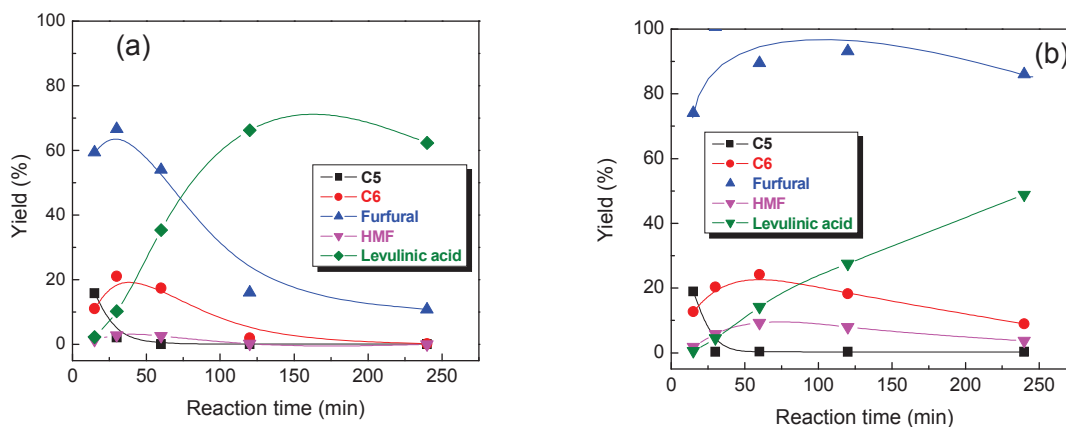 (a)
100
80
60
40
20
0
Yield (%)
0 50 100 150 200 250
Reaction time (min)
C5
C6
Furfural
HMF
Levulinic acid
(b)
100
80
60
40
20
0
Yield (%)
0 50 100 150 200 250
Reaction time (min)
C5
C6
Furfural
HMF
Levulinic acid